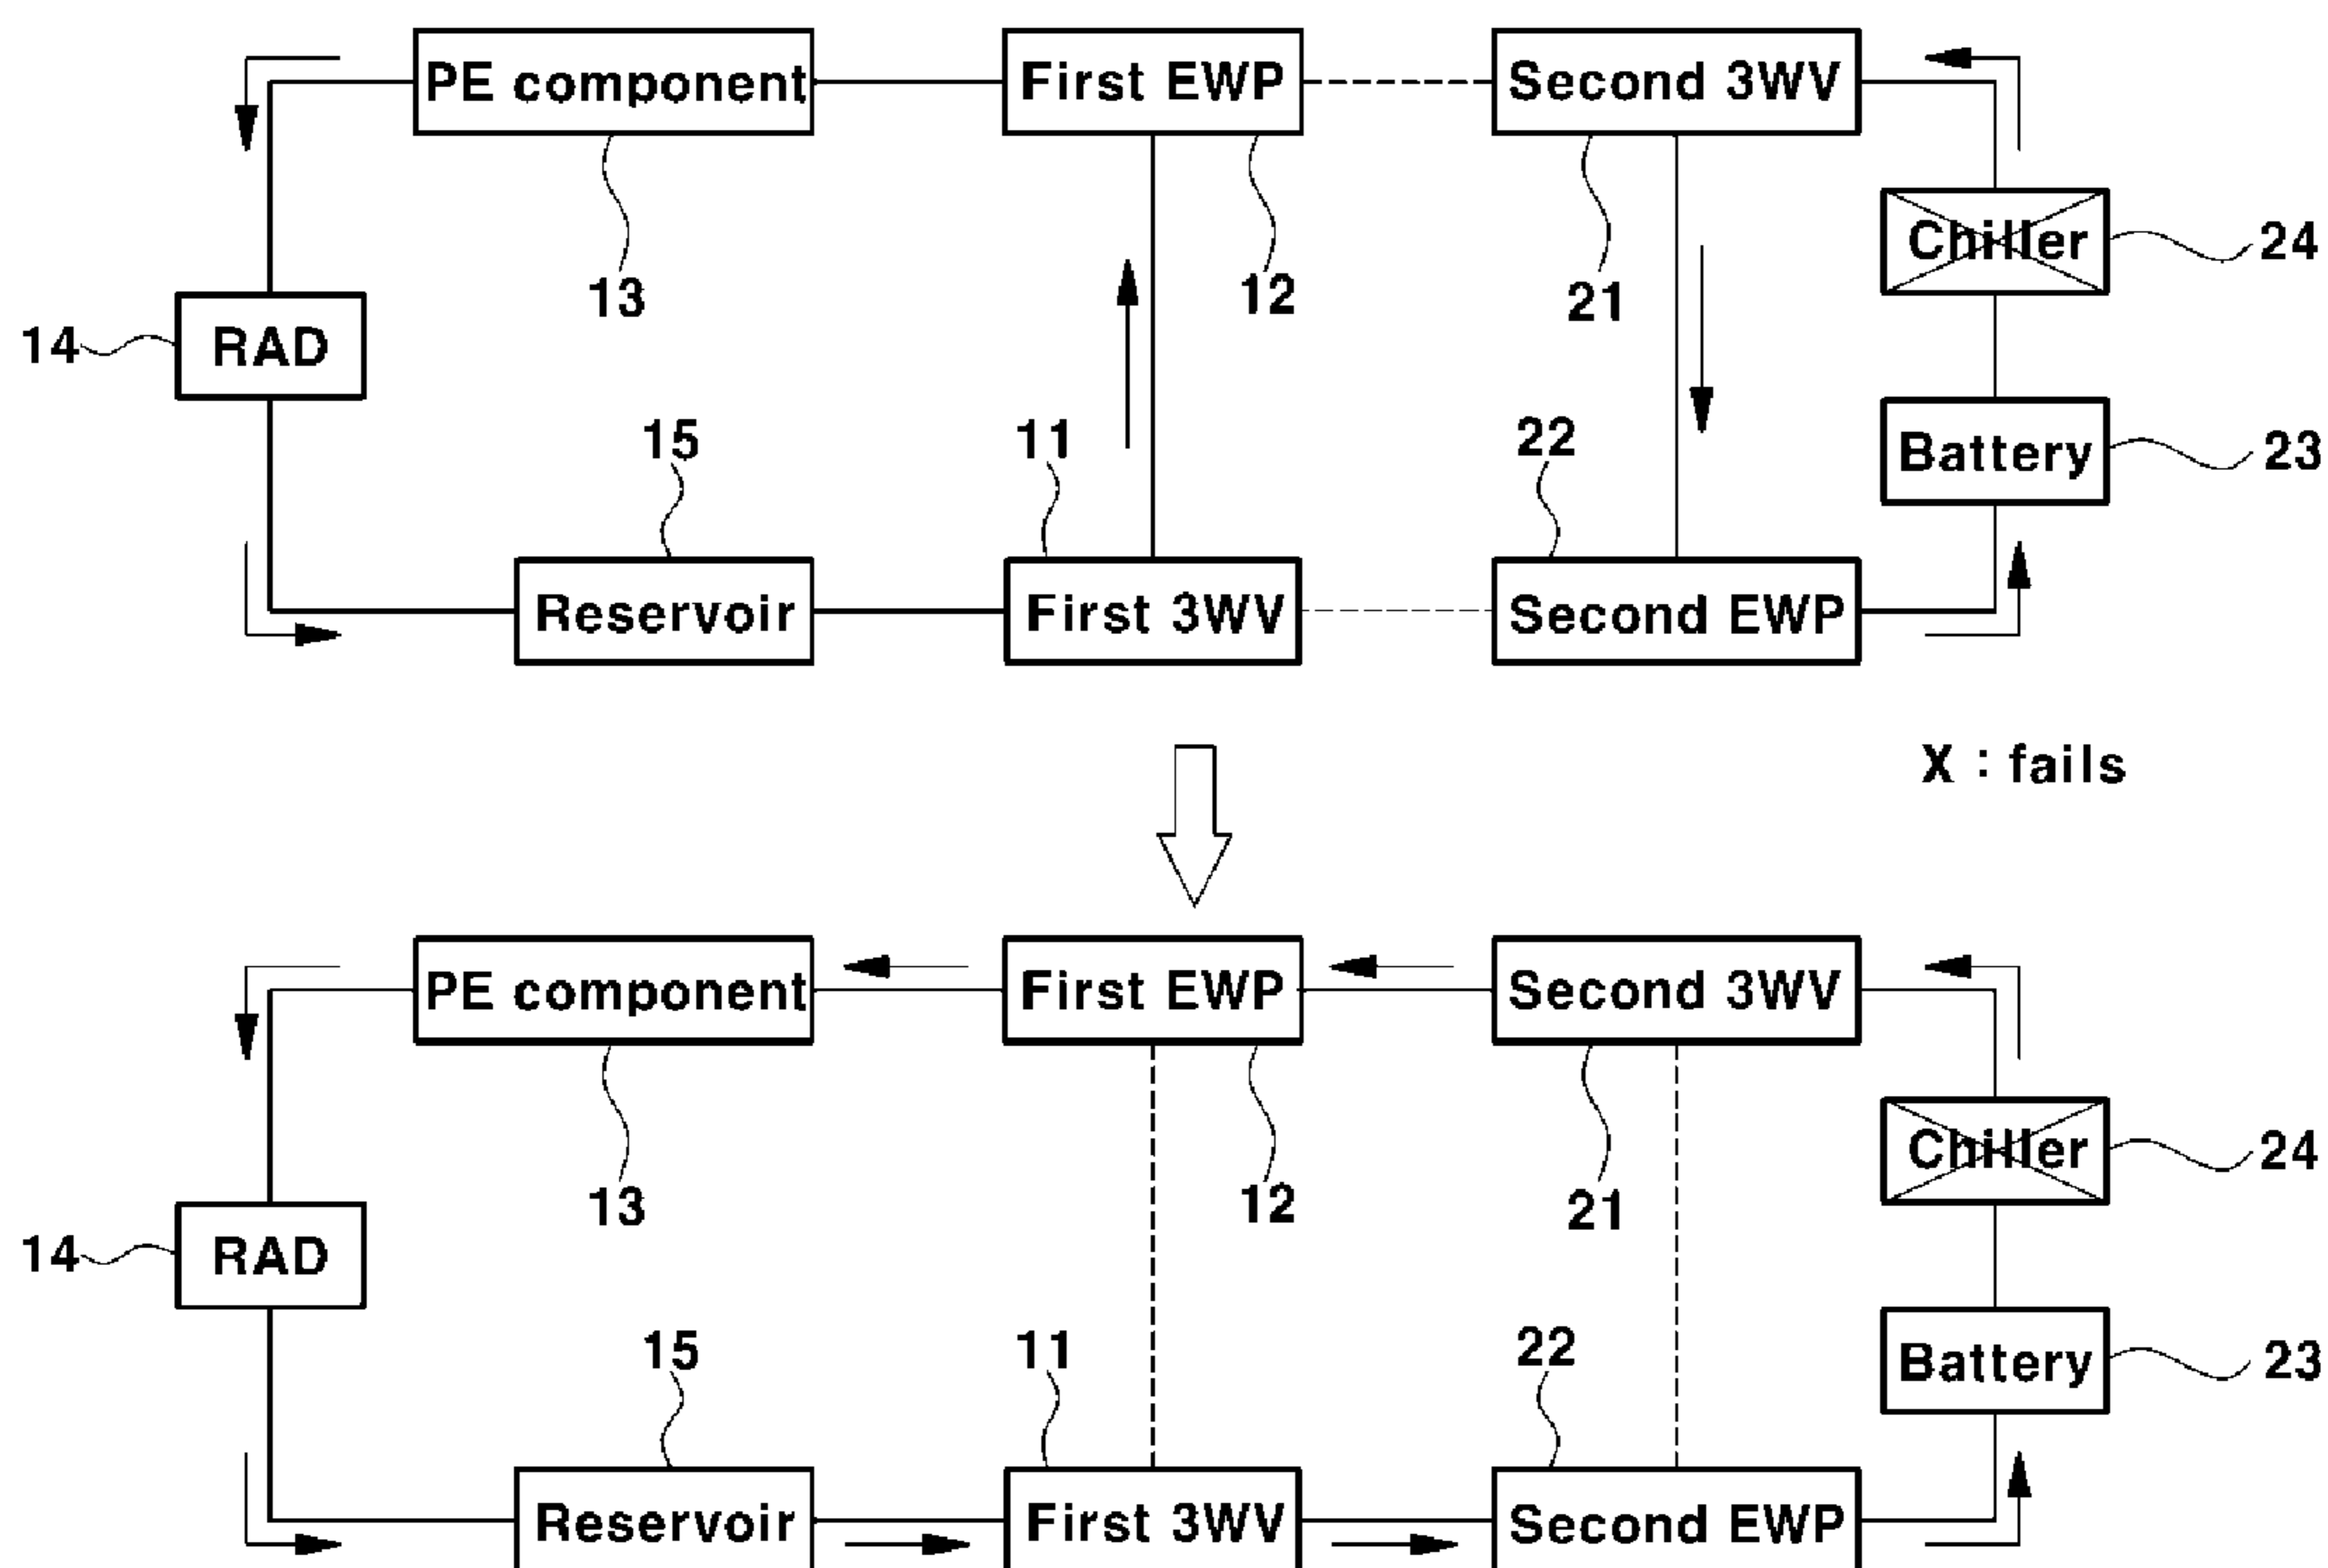 PE component First EWP Second 3WV
Chiller 24
13 12 21
14 RAD
15 11 22 Battery 23
Reservoir First 3WV Second EWP
X : fails
PE component First EWP Second 3WV
Chiller 24
13 12 21
14 RAD
15 11 22 Battery 23
Reservoir First 3WV Second EWP